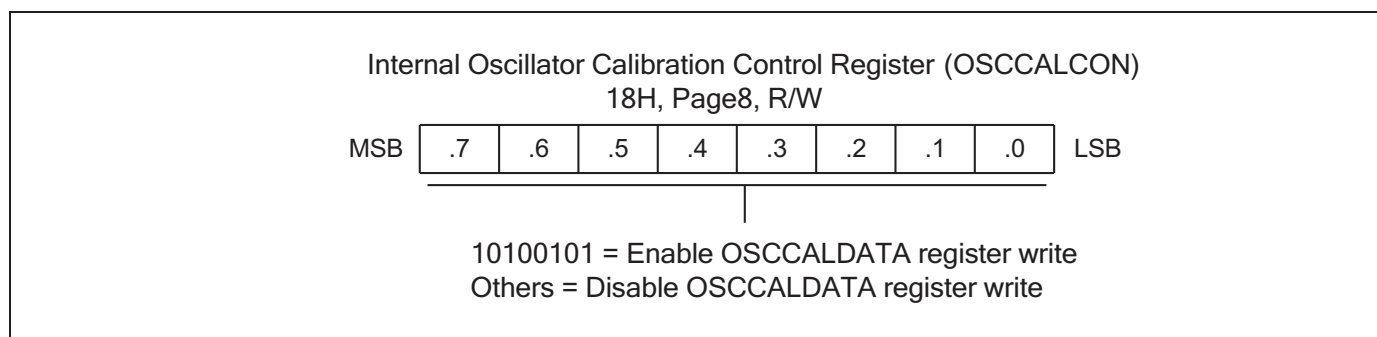 Internal Oscillator Calibration Control Register (OSCCALCON)
18H, Page8, R/W
MSB .7 .6 .5 .4 .3 .2 .1 .0 LSB
10100101 = Enable OSCCALDATA register write
Others = Disable OSCCALDATA register write